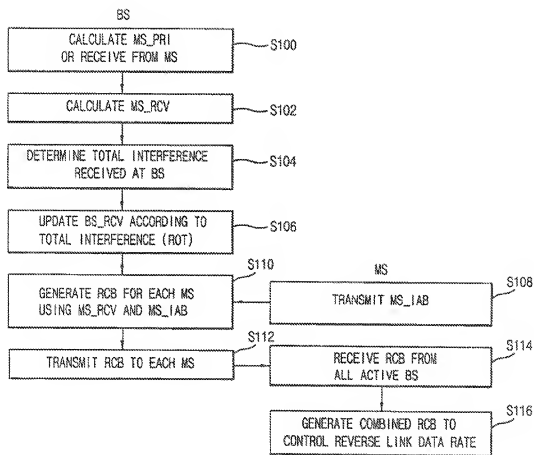 BS
CALCULATE MS_PRI
OR RECEIVE FROM MS
S100
CALCULATE MS_RCV
S102
DETERMINE TOTAL INTERFERENCE
RECEIVED AT BS
S104
UPDATE BS_RCV ACCORDING TO
TOTAL INTERFERENCE (ROT)
S106
S110
GENERATE RCB FOR EACH MS
USING MS_RCV AND MS_IAB
MS
TRANSMIT MS_IAB
S108
S112
TRANSMIT RCB TO EACH MS
RECEIVE RCB FROM
ALL ACTIVE BS
S114
GENERATE COMBINED RCB TO
CONTROL REVERSE LINK DATA RATE
S116